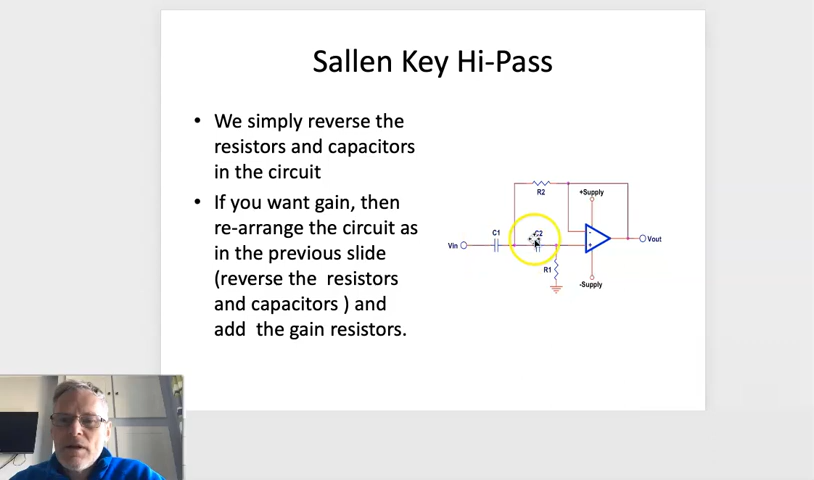 Sallen Key Hi-Pass
• We simply reverse the
resistors and capacitors
in the circuit
• If you want gain, then
re-arrange the circuit as
in the previous slide
(reverse the resistors
and capacitors ) and
add the gain resistors.
R2
+Supply
C1
C2
Vin
-
+
Vout
R1
-Supply